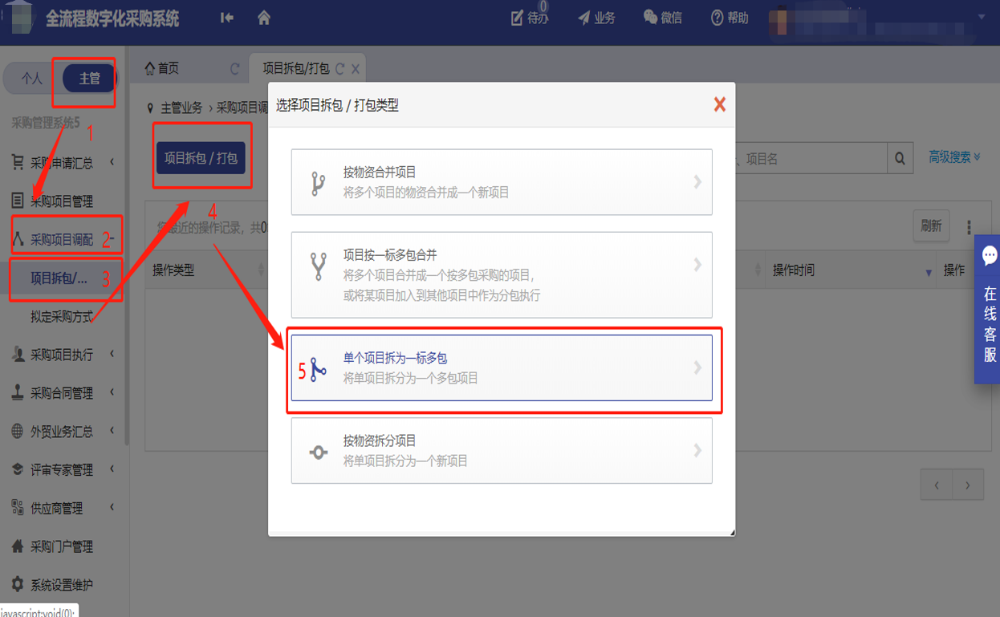 全流程数字化采购系统
0
待办
业务
微信
帮助
个人
主管
首页
项目拆包/打包
采购管理系统5
1
主管业务 › 采购项目调
选择项目拆包 / 打包类型
项目拆包 / 打包
项目名
高级搜索
采购申请汇总
采购项目管理
采购项目调配
2
项目拆包/...
3
拟定采购方式
采购项目执行
采购合同管理
外贸业务汇总
评审专家管理
供应商管理
采购门户管理
系统设置维护
4
您最近的操作记录，共0
刷新
操作类型
操作时间
操作
按物资合并项目
将多个项目的物资合并成一个新项目
项目按一标多包合并
将多个项目合并成一个按多包采购的项目，
或将某项目加入到其他项目中作为分包执行
5
单个项目拆为一标多包
将单项目拆分为一个多包项目
按物资拆分项目
将单项目拆分为一个新项目
在线客服
javascript:void(0);